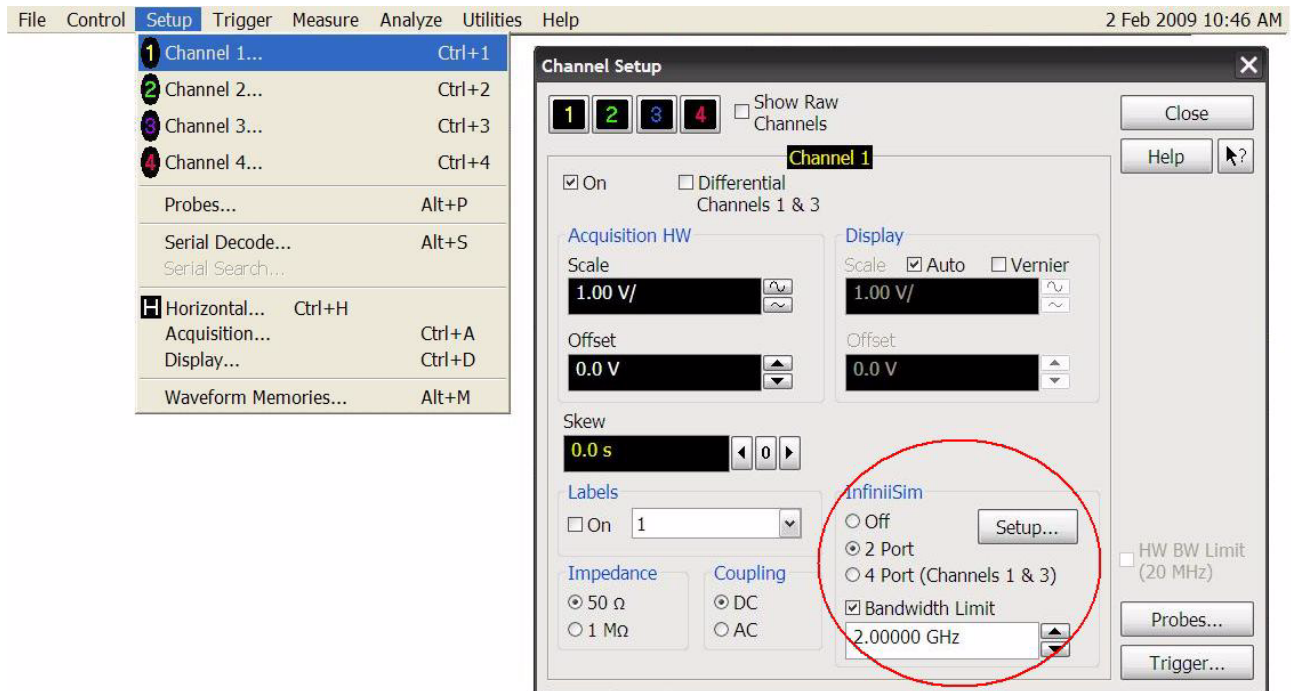 File Control Setup Trigger Measure Analyze Utilities Help 2 Feb 2009 10:46 AM
1 Channel 1... Ctrl+1
2 Channel 2... Ctrl+2
3 Channel 3... Ctrl+3
4 Channel 4... Ctrl+4
Probes... Alt+P
Serial Decode... Alt+S
Serial Search...
H Horizontal... Ctrl+H
Acquisition... Ctrl+A
Display... Ctrl+D
Waveform Memories... Alt+M
Channel Setup
1 2 3 4 Show Raw
Channels
Close
Help ?
Channel 1
On
Differential
Channels 1 & 3
Acquisition HW
Scale
1.00 V/
Offset
0.0 V
Display
Scale Auto Vernier
1.00 V/
Offset
0.0 V
Skew
0.0 s
0
Labels
On 1
Impedance
50 Ω
1 MΩ
Coupling
DC
AC
InfiniiSim
Off
Setup...
2 Port
4 Port (Channels 1 & 3)
Bandwidth Limit
2.00000 GHz
HW BW Limit
(20 MHz)
Probes...
Trigger...